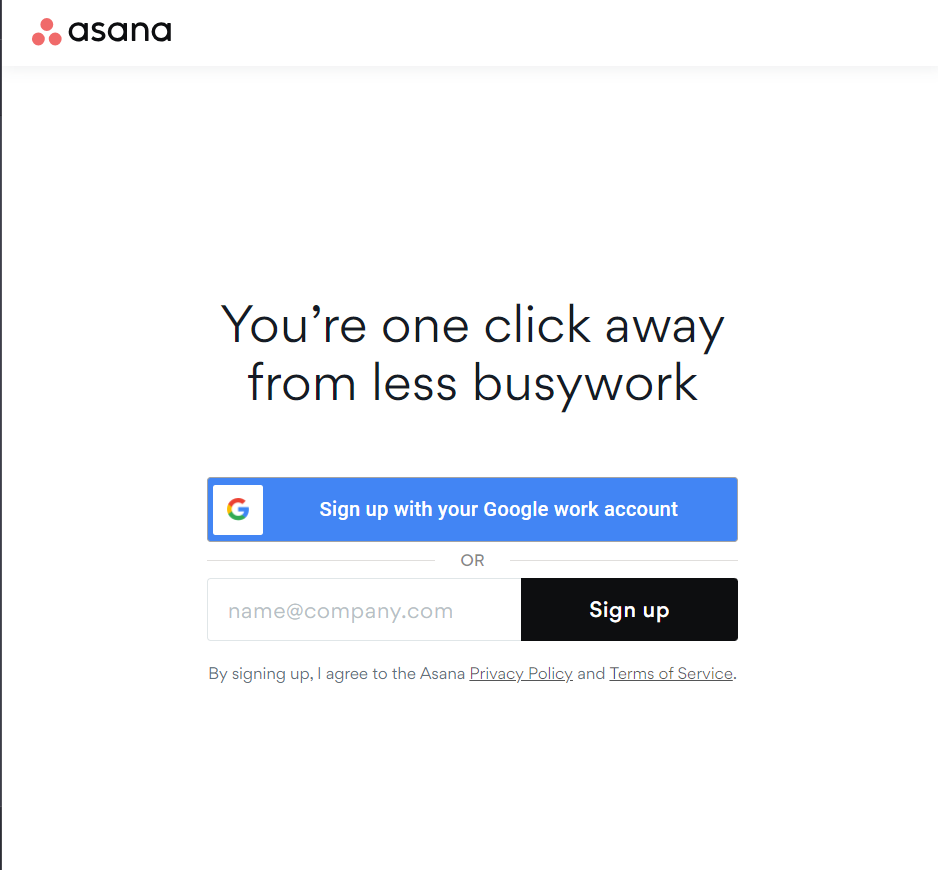 asana
You’re one click away
from less busywork
Sign up with your Google work account
OR
name@company.com
Sign up
By signing up, I agree to the Asana Privacy Policy and Terms of Service.